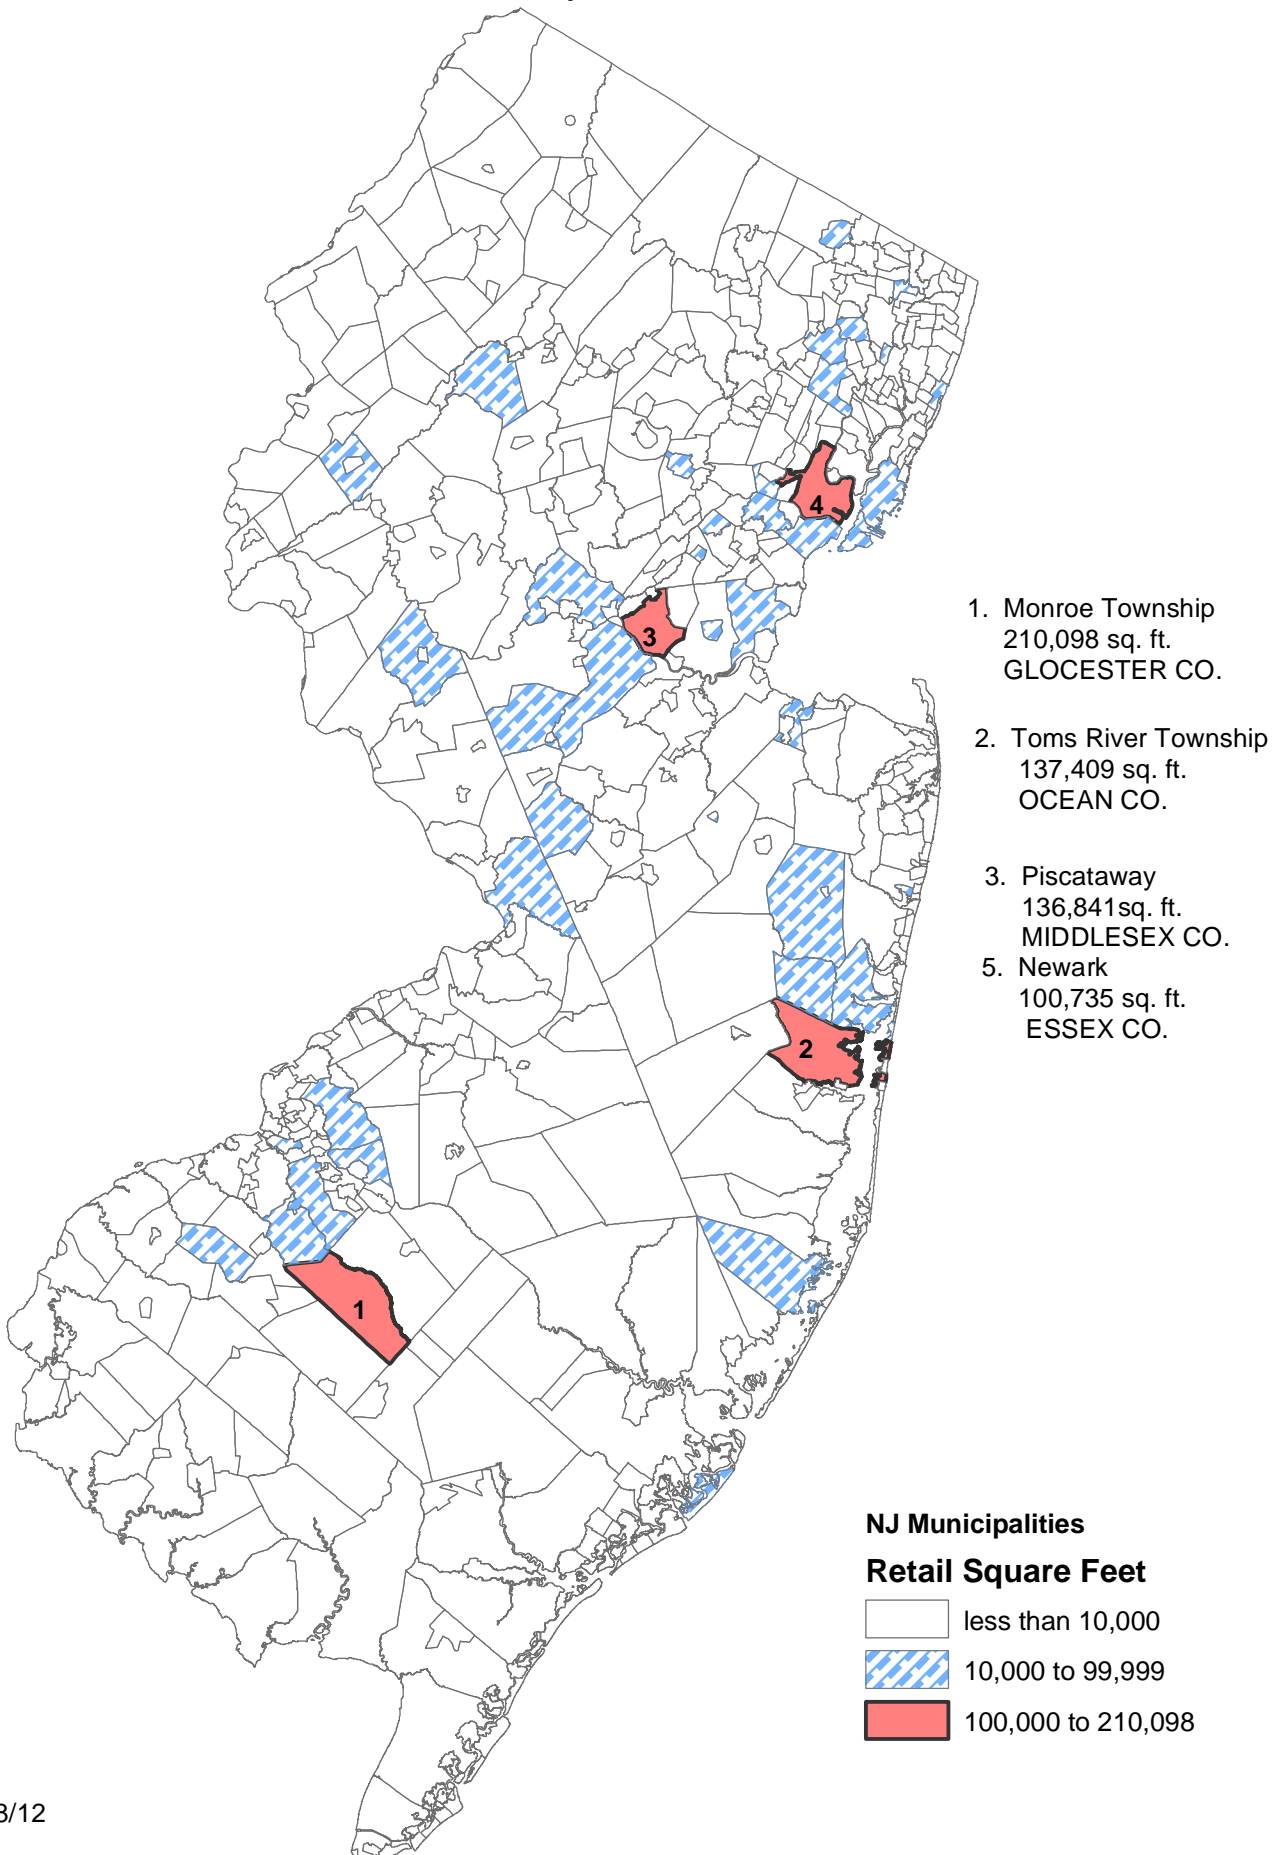 4
3
1. Monroe Township
210,098 sq. ft.
GLOCESTER CO.
2. Toms River Township
137,409 sq. ft.
OCEAN CO.
3. Piscataway
136,841sq. ft.
MIDDLESEX CO.
5. Newark
100,735 sq. ft.
ESSEX CO.
2
1
NJ Municipalities
Retail Square Feet
less than 10,000
10,000 to 99,999
100,000 to 210,098
8/12